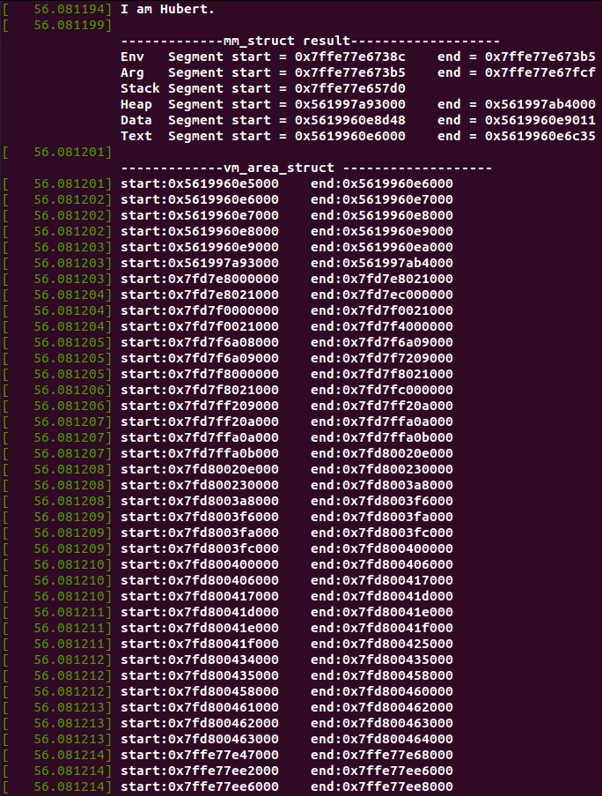 [   56.081194] I am Hubert.
[   56.081199]
-------------mm_struct result-------------------
Env   Segment start = 0x7ffe77e6738c    end = 0x7ffe77e673b5
Arg   Segment start = 0x7ffe77e673b5    end = 0x7ffe77e67fcf
Stack Segment start = 0x7ffe77e657d0
Heap  Segment start = 0x561997a93000    end = 0x561997ab4000
Data  Segment start = 0x5619960e8d48    end = 0x5619960e9011
Text  Segment start = 0x5619960e6000    end = 0x5619960e6c35
[   56.081201]
-------------vm_area_struct -------------------
[   56.081201] start:0x5619960e5000    end:0x5619960e6000
[   56.081202] start:0x5619960e6000    end:0x5619960e7000
[   56.081202] start:0x5619960e7000    end:0x5619960e8000
[   56.081202] start:0x5619960e8000    end:0x5619960e9000
[   56.081203] start:0x5619960e9000    end:0x5619960ea000
[   56.081203] start:0x561997a93000    end:0x561997ab4000
[   56.081203] start:0x7fd7e8000000    end:0x7fd7e8021000
[   56.081204] start:0x7fd7e8021000    end:0x7fd7ec000000
[   56.081204] start:0x7fd7f0000000    end:0x7fd7f0021000
[   56.081204] start:0x7fd7f0021000    end:0x7fd7f4000000
[   56.081205] start:0x7fd7f6a08000    end:0x7fd7f6a09000
[   56.081205] start:0x7fd7f6a09000    end:0x7fd7f7209000
[   56.081205] start:0x7fd7f8000000    end:0x7fd7f8021000
[   56.081206] start:0x7fd7f8021000    end:0x7fd7fc000000
[   56.081206] start:0x7fd7ff209000    end:0x7fd7ff20a000
[   56.081207] start:0x7fd7ff20a000    end:0x7fd7ffa0a000
[   56.081207] start:0x7fd7ffa0a000    end:0x7fd7ffa0b000
[   56.081207] start:0x7fd7ffa0b000    end:0x7fd80020e000
[   56.081208] start:0x7fd80020e000    end:0x7fd800230000
[   56.081208] start:0x7fd800230000    end:0x7fd8003a8000
[   56.081208] start:0x7fd8003a8000    end:0x7fd8003f6000
[   56.081209] start:0x7fd8003f6000    end:0x7fd8003fa000
[   56.081209] start:0x7fd8003fa000    end:0x7fd8003fc000
[   56.081209] start:0x7fd8003fc000    end:0x7fd800400000
[   56.081210] start:0x7fd800400000    end:0x7fd800406000
[   56.081210] start:0x7fd800406000    end:0x7fd800417000
[   56.081210] start:0x7fd800417000    end:0x7fd80041d000
[   56.081211] start:0x7fd80041d000    end:0x7fd80041e000
[   56.081211] start:0x7fd80041e000    end:0x7fd80041f000
[   56.081211] start:0x7fd80041f000    end:0x7fd800425000
[   56.081212] start:0x7fd800434000    end:0x7fd800435000
[   56.081212] start:0x7fd800435000    end:0x7fd800458000
[   56.081212] start:0x7fd800458000    end:0x7fd800460000
[   56.081213] start:0x7fd800461000    end:0x7fd800462000
[   56.081213] start:0x7fd800462000    end:0x7fd800463000
[   56.081213] start:0x7fd800463000    end:0x7fd800464000
[   56.081214] start:0x7ffe77e47000    end:0x7ffe77e68000
[   56.081214] start:0x7ffe77ee2000    end:0x7ffe77ee6000
[   56.081214] start:0x7ffe77ee6000    end:0x7ffe77ee8000